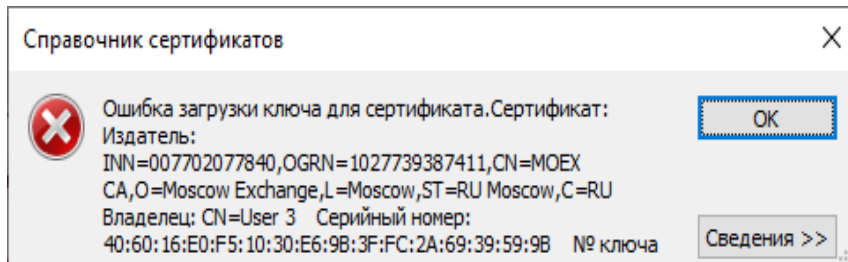 Справочник сертификатов
Ошибка загрузки ключа для сертификата.Сертификат:
Издатель:
INN=007702077840,OGRN=1027739387411,CN=MOEX
CA,O=Moscow Exchange,L=Moscow,ST=RU Moscow,C=RU
Владелец: CN=User 3 Серийный номер:
40:60:16:E0:F5:10:30:E6:9B:3F:FC:2A:69:39:59:9B № ключа
OK
Сведения >>